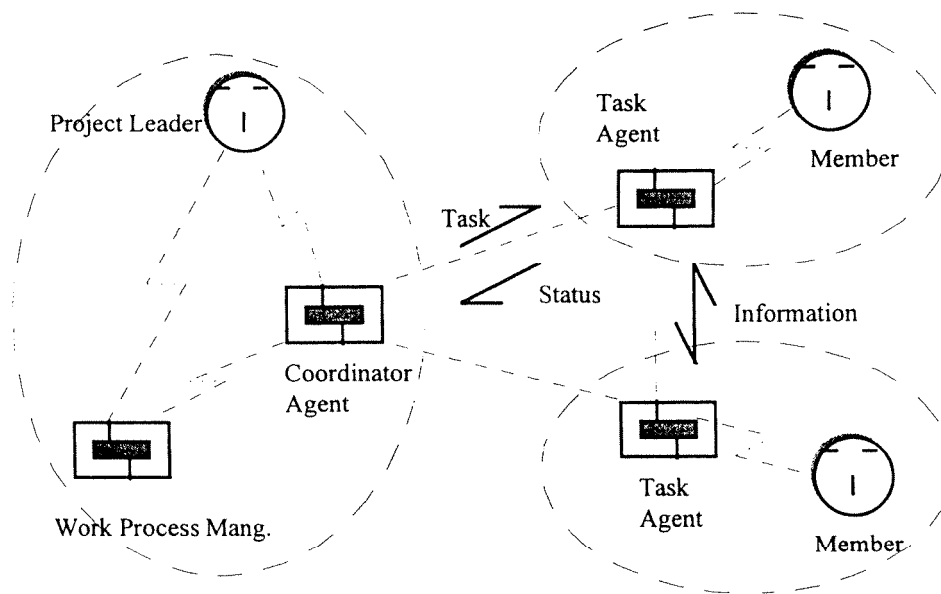 Project Leader
Task
Agent
Member
Task
Status
Information
Coordinator
Agent
Task
Agent
Work Process Mang.
Member